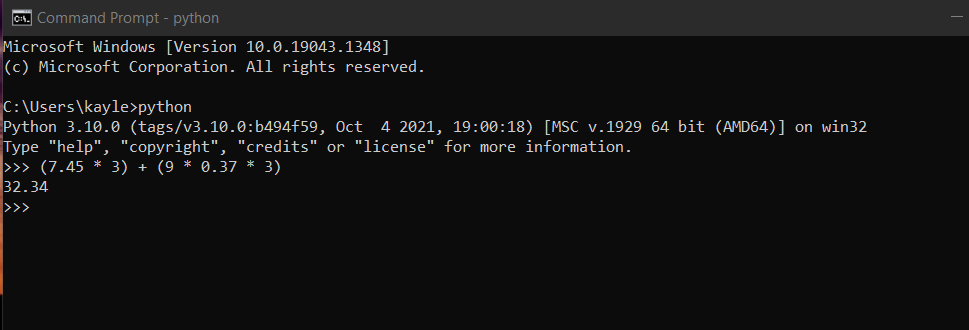 Command Prompt - python
Microsoft Windows [Version 10.0.19043.1348]
(c) Microsoft Corporation. All rights reserved.
C:\Users\kayle>python
Python 3.10.0 (tags/v3.10.0:b494f59, Oct  4 2021, 19:00:18) [MSC v.1929 64 bit (AMD64)] on win32
Type "help", "copyright", "credits" or "license" for more information.
>>> (7.45 * 3) + (9 * 0.37 * 3)
32.34
>>>